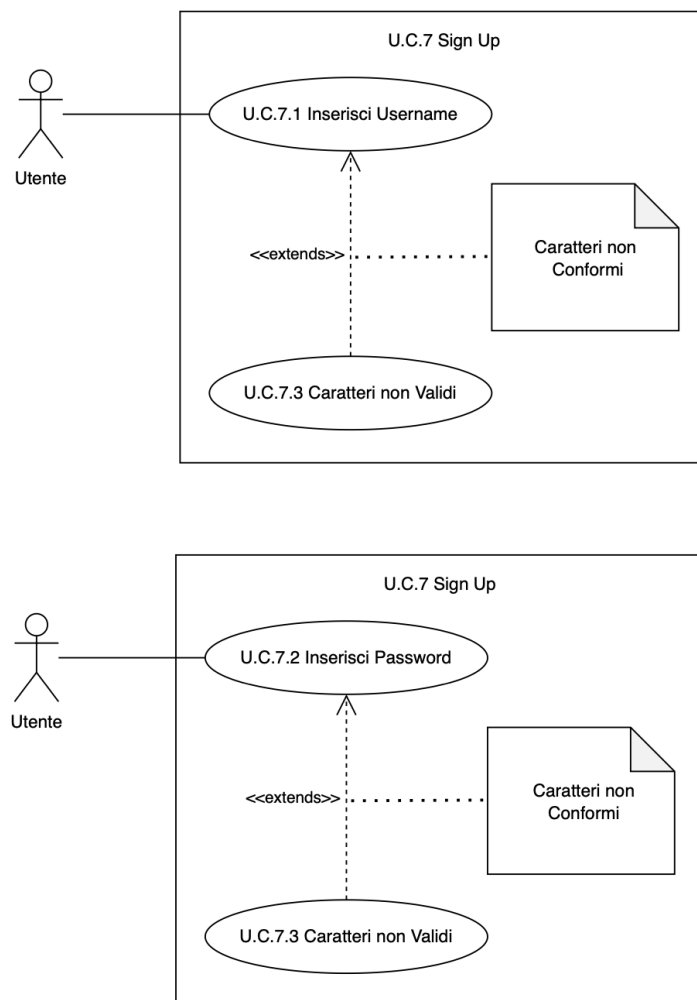 U.C.7 Sign Up
U.C.7.1 Inserisci Username
Utente
Caratteri non
Conformi
<<extends>>
U.C.7.3 Caratteri non Validi
U.C.7 Sign Up
U.C.7.2 Inserisci Password
Utente
Caratteri non
Conformi
<<extends>>
U.C.7.3 Caratteri non Validi